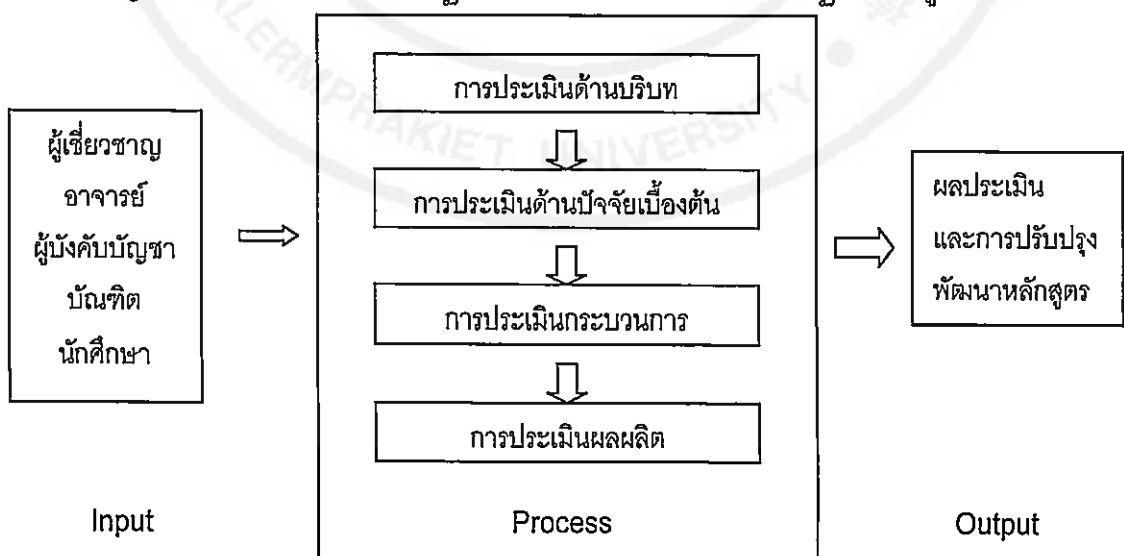 ผู้เชี่ยวชาญ
อาจารย์
ผู้บังคับบัญชา
บัณฑิต
นักศึกษา
Input
การประเมินด้านบริบท
การประเมินด้านปัจจัยเบื้องต้น
การประเมินกระบวนการ
การประเมินผลผลิต
Process
ผลประเมิน
และการปรับปรุง
พัฒนาหลักสูตร
Output
UNIVERSITY